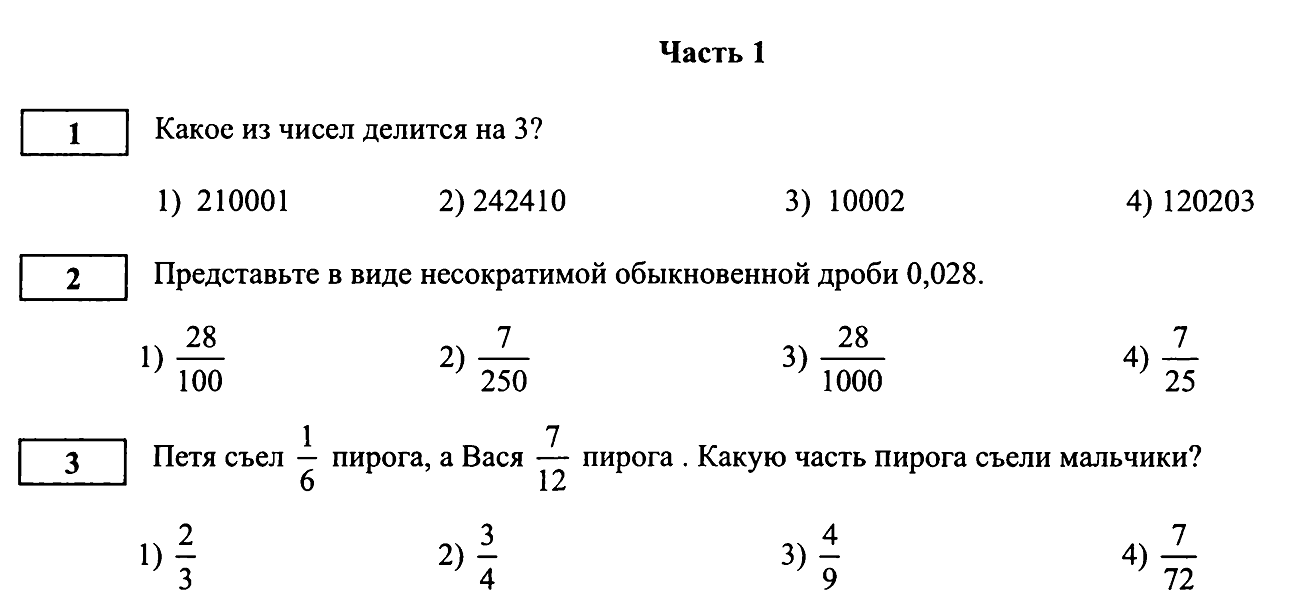 Часть 1
1 Какое из чисел делится на 3?
1) 210001 2) 242410 3) 10002 4) 120203
2 Представьте в виде несократимой обыкновенной дроби 0,028.
1) 28/100 2) 7/250 3) 28/1000 4) 7/25
3 Петя съел 1/6 пирога, а Вася 7/12 пирога . Какую часть пирога съели мальчики?
1) 2/3 2) 3/4 3) 4/9 4) 7/72